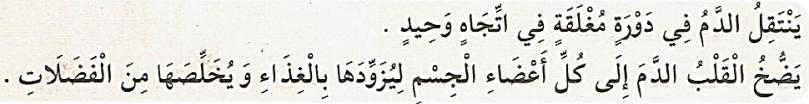 يَنْتَقِلُ الدَّمُ فِي دَوْرَةٍ مُغْلَقَةٍ فِي اتِّجَاهٍ وَحِيدٍ .
يَضُخُّ الْقَلْبُ الدَّمَ إِلَى كُلِّ أَعْضَاءِ الْجِسْمِ لِيُزَوِّدَهَا بِالْغِذَاءِ وَ يُخَلِّصَهَا مِنَ الْفَضَلَاتِ .